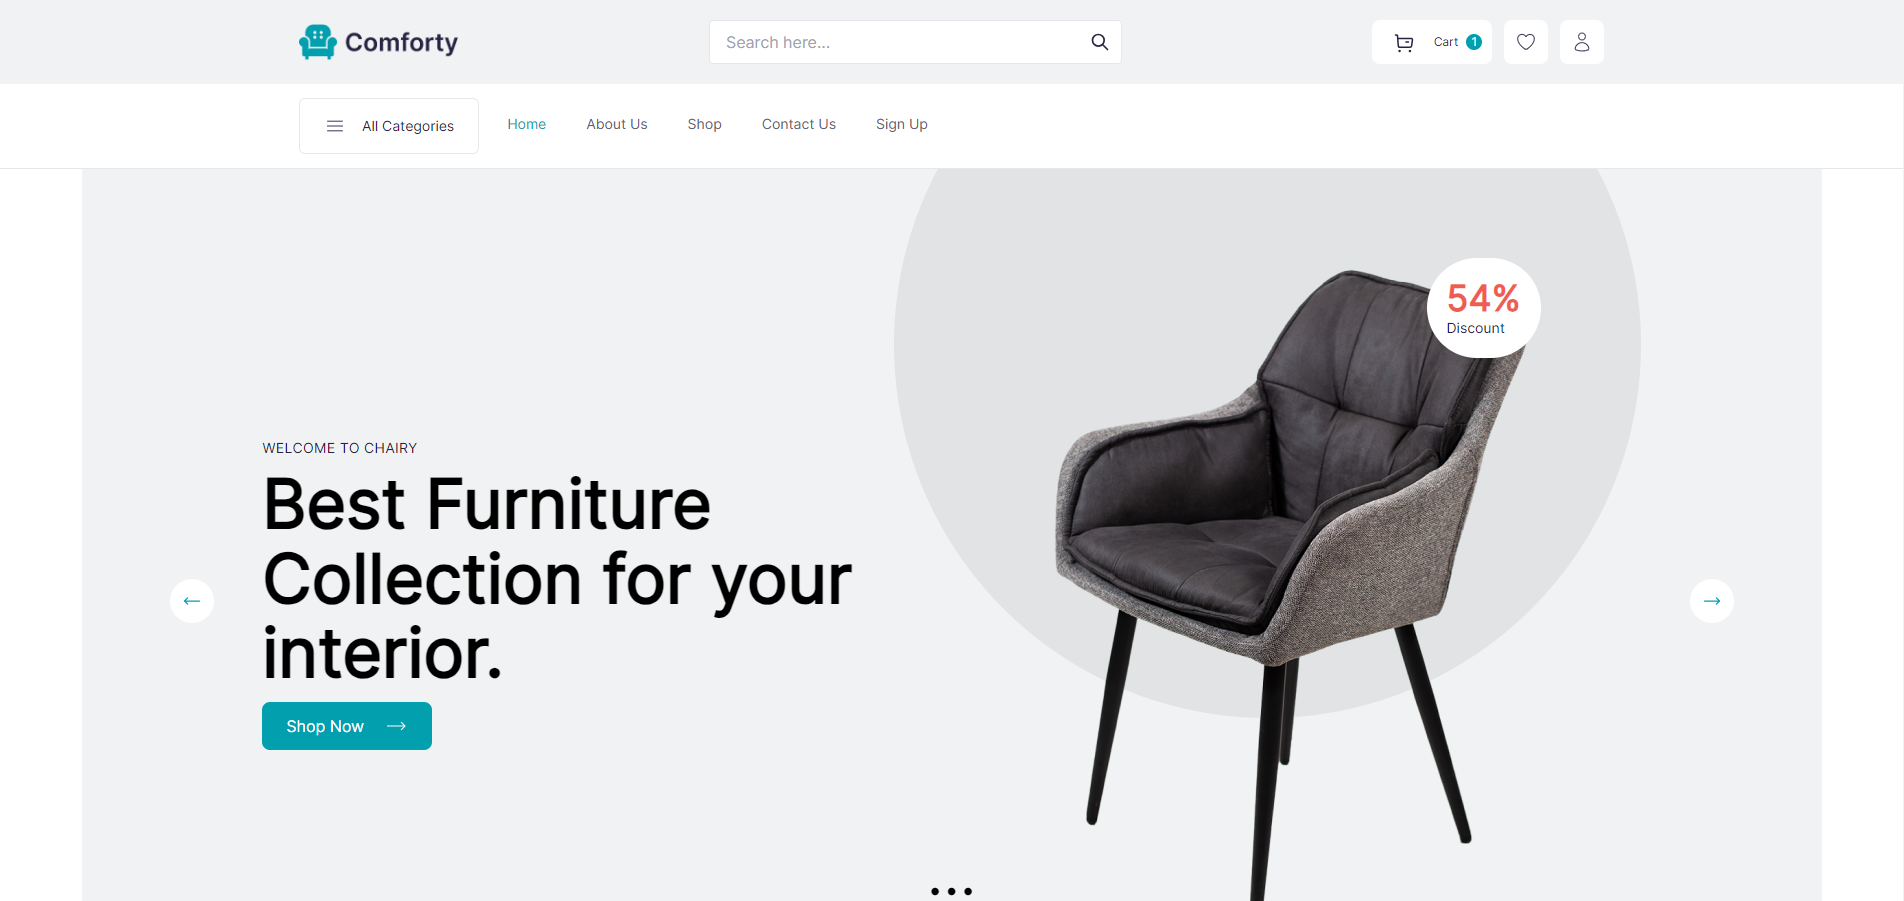 Comforty
Search here...
Cart 1
All Categories
Home
About Us
Shop
Contact Us
Sign Up
54%
Discount
WELCOME TO CHAIRY
Best Furniture
Collection for your
interior.
Shop Now